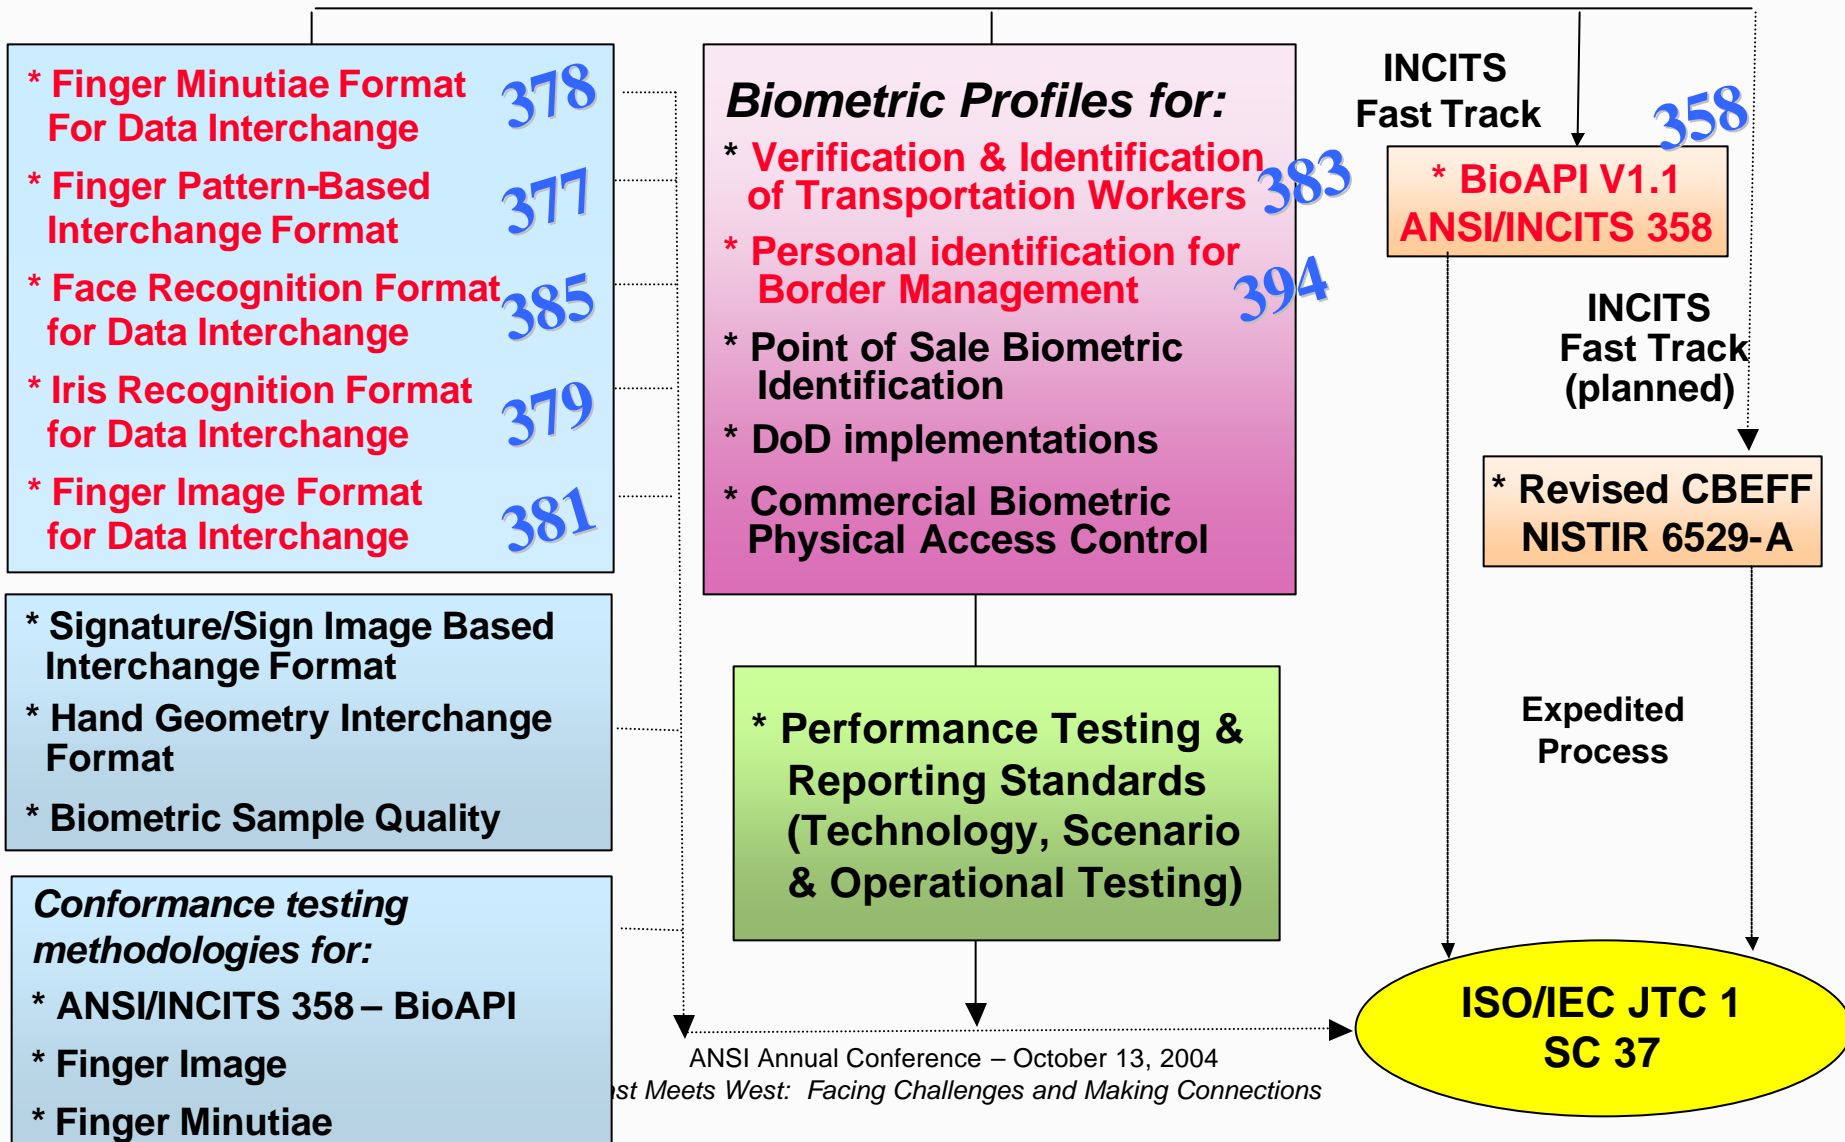 * Finger Minutiae Format
For Data Interchange
378
* Finger Pattern-Based
Interchange Format
377
* Face Recognition Format
for Data Interchange
385
* Iris Recognition Format
for Data Interchange
379
* Finger Image Format
for Data Interchange
381
* Signature/Sign Image Based
Interchange Format
* Hand Geometry Interchange
Format
* Biometric Sample Quality
Conformance testing
methodologies for:
* ANSI/INCITS 358 – BioAPI
* Finger Image
* Finger Minutiae
Biometric Profiles for:
* Verification & Identification
of Transportation Workers
383
* Personal identification for
Border Management
394
* Point of Sale Biometric
Identification
* DoD implementations
* Commercial Biometric
Physical Access Control
* Performance Testing &
Reporting Standards
(Technology, Scenario
& Operational Testing)
INCITS
Fast Track
358
* BioAPI V1.1
ANSI/INCITS 358
INCITS
Fast Track
(planned)
* Revised CBEFF
NISTIR 6529-A
Expedited
Process
ISO/IEC JTC 1
SC 37
ANSI Annual Conference – October 13, 2004
Meets West: Facing Challenges and Making Connections